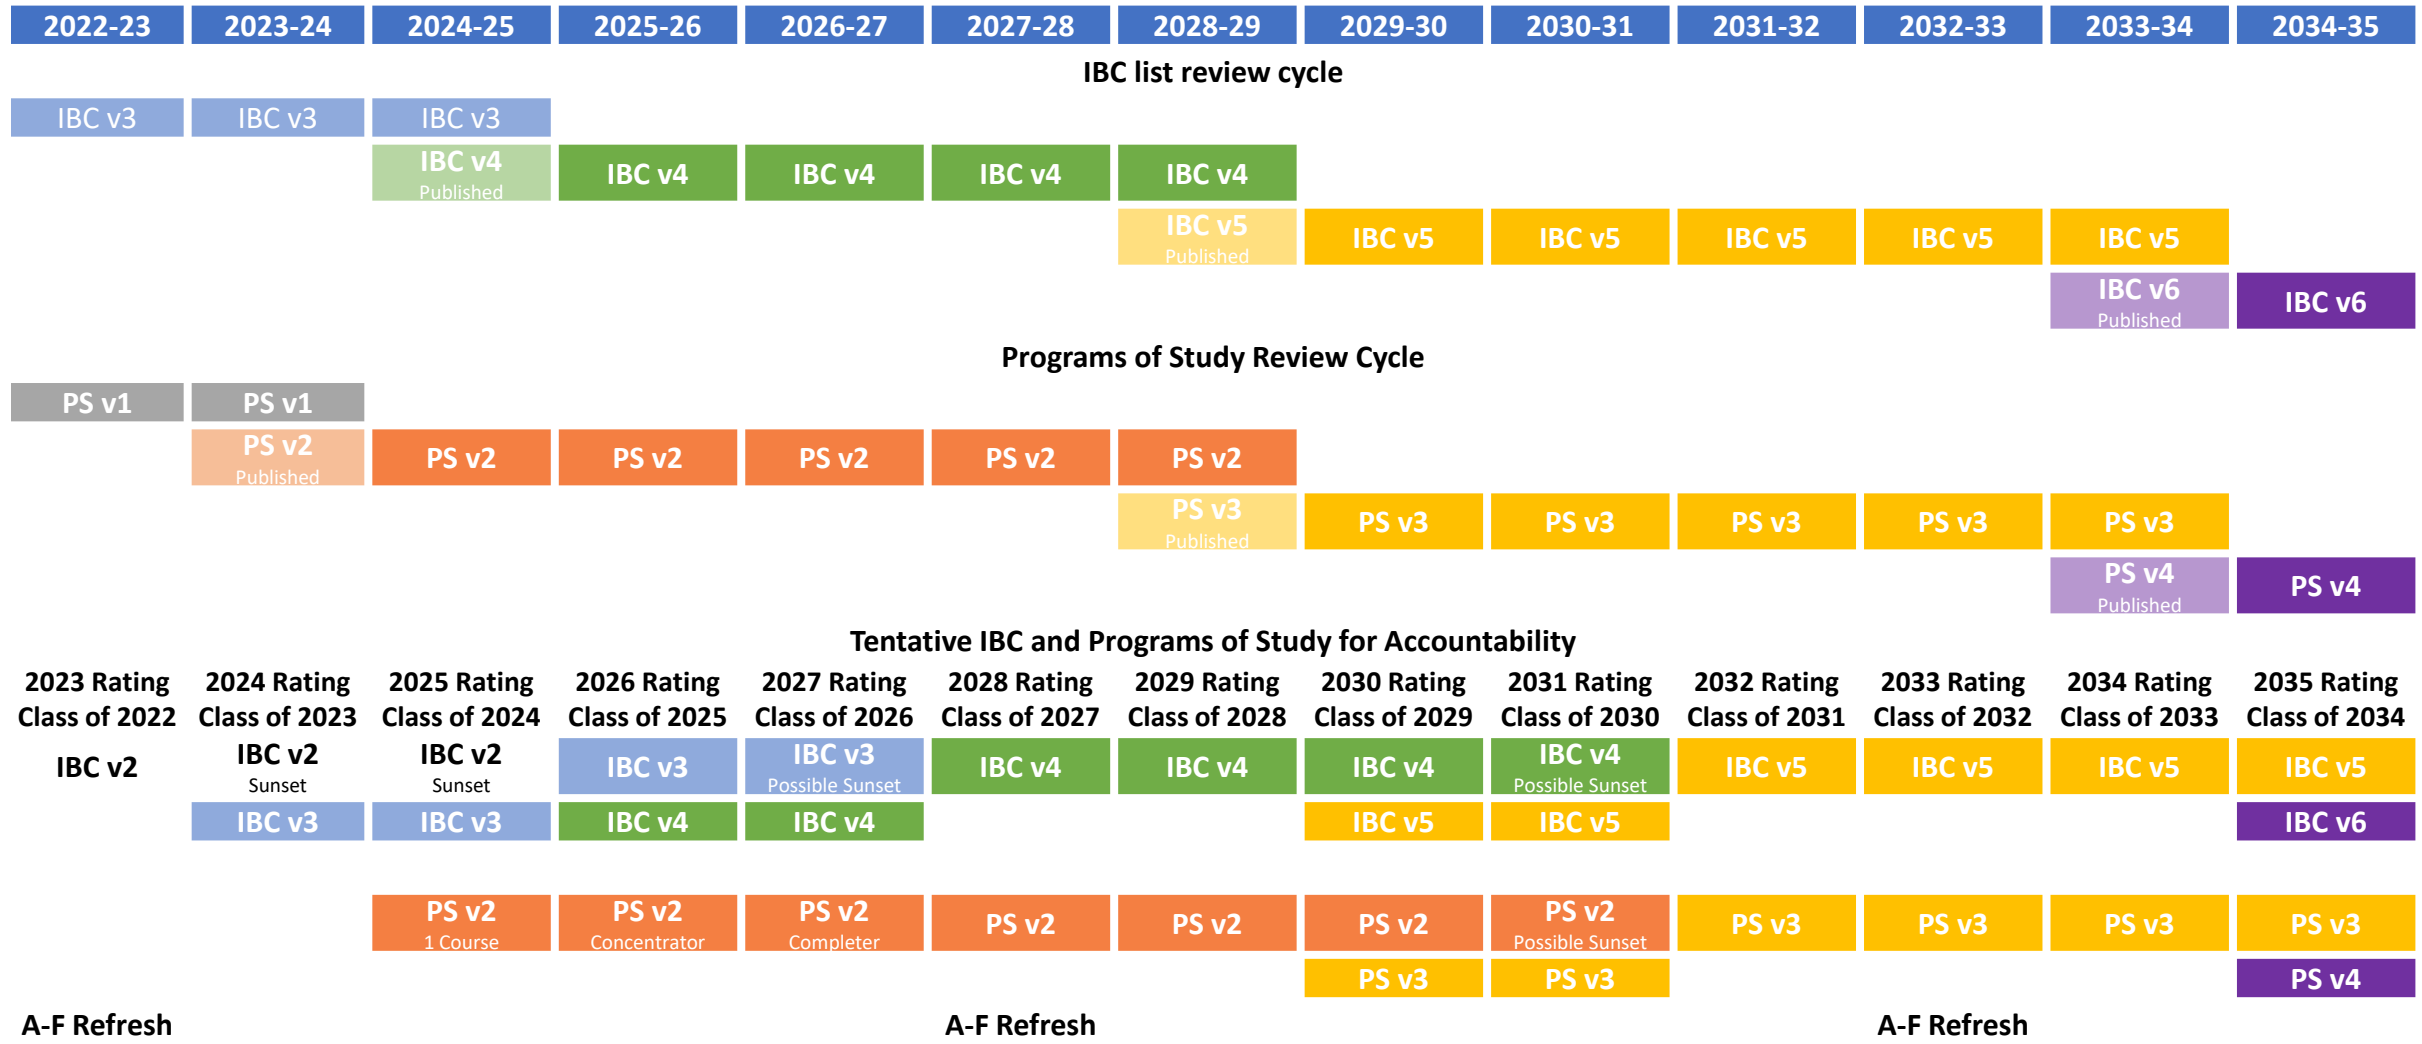 2022-23 2023-24 2024-25 2025-26 2026-27 2027-28 2028-29 2029-30 2030-31 2031-32 2032-33 2033-34 2034-35
IBC list review cycle
IBC v3 IBC v3 IBC v3
IBC v4 IBC v4 IBC v4 IBC v4 IBC v4
Published
IBC v5 IBC v5 IBC v5 IBC v5 IBC v5 IBC v5
Published
IBC v6 IBC v6
Published
Programs of Study Review Cycle
PS v1 PS v1
PS v2 PS v2 PS v2 PS v2 PS v2 PS v2
Published
PS v3 PS v3 PS v3 PS v3 PS v3 PS v3
Published
PS v4 PS v4
Published
Tentative IBC and Programs of Study for Accountability
2023 Rating 2024 Rating 2025 Rating 2026 Rating 2027 Rating 2028 Rating 2029 Rating 2030 Rating 2031 Rating 2032 Rating 2033 Rating 2034 Rating 2035 Rating
Class of 2022 Class of 2023 Class of 2024 Class of 2025 Class of 2026 Class of 2027 Class of 2028 Class of 2029 Class of 2030 Class of 2031 Class of 2032 Class of 2033 Class of 2034
IBC v2 IBC v2 IBC v2 IBC v3 IBC v3 IBC v4 IBC v4 IBC v4 IBC v4 IBC v5 IBC v5 IBC v5 IBC v5
Sunset Sunset Possible Sunset Possible Sunset
IBC v3 IBC v3 IBC v4 IBC v4 IBC v5 IBC v5 IBC v6
PS v2 PS v2 PS v2 PS v2 PS v2 PS v2 PS v2 PS v3 PS v3 PS v3 PS v3
1 Course Concentrator Completer Possible Sunset
PS v3 PS v3 PS v4
A-F Refresh A-F Refresh A-F Refresh